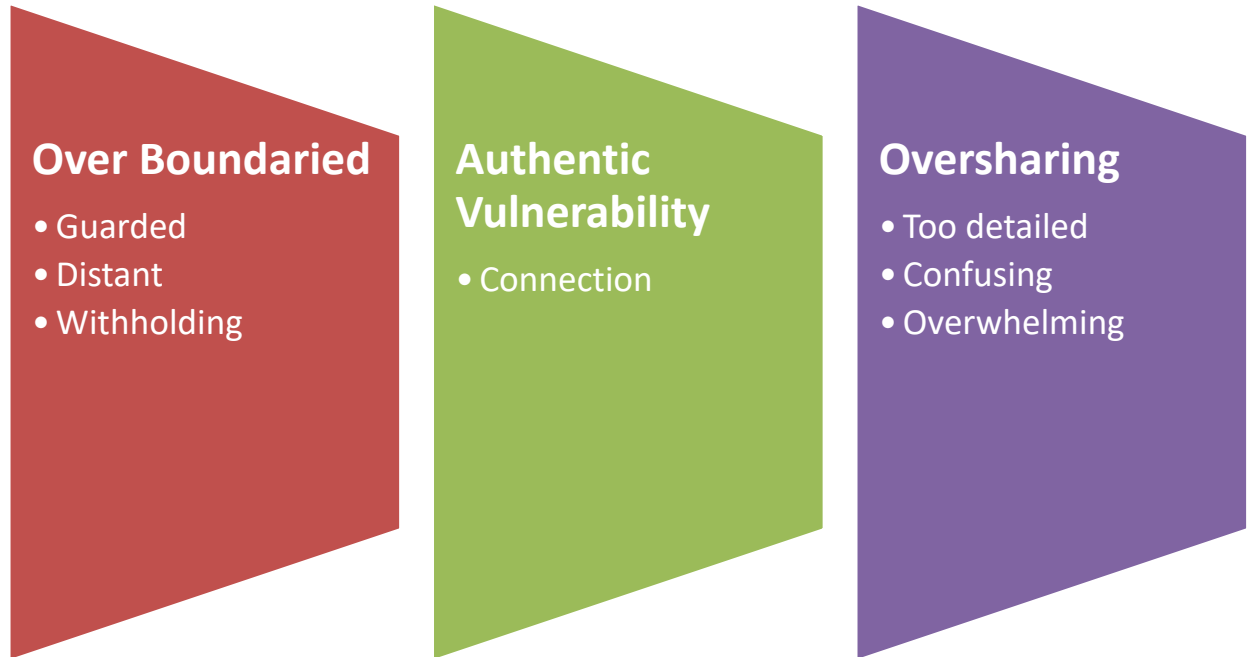 Over Boundaried
• Guarded
• Distant
• Withholding
Authentic
Vulnerability
• Connection
Oversharing
• Too detailed
• Confusing
• Overwhelming